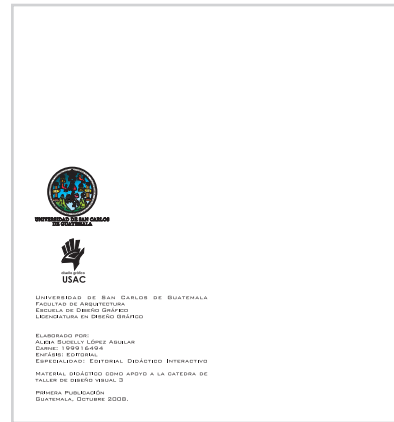 UNIVERSIDAD DE SAN CARLOS
DE GUATEMALA
diseño gráfico
USAC
Universidad de San Carlos de Guatemala
Facultad de Arquitectura
Escuela de Diseño Gráfico
Licenciatura en Diseño Gráfico
Elaborado por:
Alicia Sucelly López Aguilar
Carne: 199916494
Enfásis: Editorial
Especialidad: Editorial Didáctico Interactivo
Material didáctico como apoyo a la catedra de
taller de diseño visual 3
Primera Publicación
Guatemala, Octubre 2008.